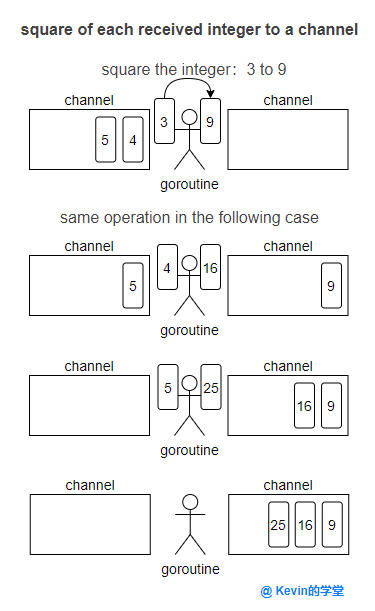 square of each received integer to a channel
square the integer: 3 to 9
channel
channel
5 4 3 9
goroutine
same operation in the following case
channel
channel
5 4 16 9
goroutine
channel
channel
5 25 16 9
goroutine
channel
channel
25 16 9
goroutine
@ Kevin的学堂